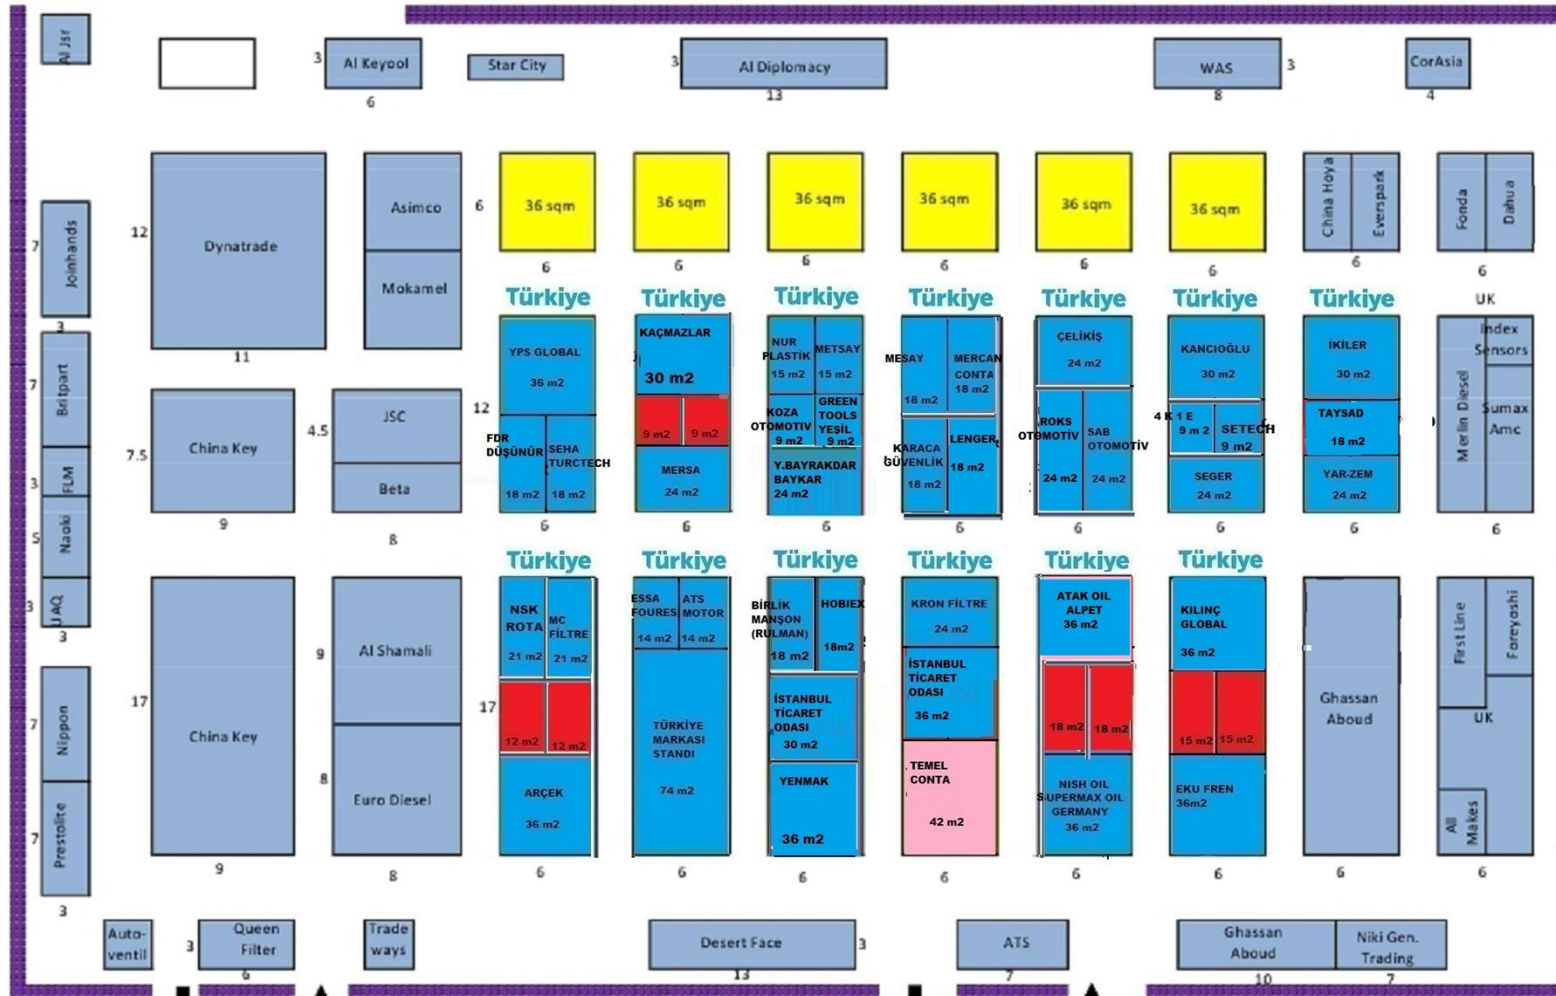 Al Jsr
3
Al Keyool
6
Star City
3
Al Diplomacy
13
WAS
3
8
CorAsia
4
Joinhands
7
3
12
Dynatrade
11
Asimco
Mokamel
6
36 sqm
6
36 sqm
6
36 sqm
6
36 sqm
6
36 sqm
6
36 sqm
6
China Hoya
Everspark
6
Fonda
Dahua
6
Türkiye
Türkiye
Türkiye
Türkiye
Türkiye
Türkiye
Türkiye
UK
Britpart
7
FLM
3
Naoki
5
UAQ
3
3
7.5
China Key
9
4.5
JSC
Beta
8
12
YPS GLOBAL
36 m2
FDR
DÜŞÜNÜR
18 m2
SEHA
TURCTECH
18 m2
6
KAÇMAZLAR
30 m2
9 m2
9 m2
MERSA
24 m2
6
NUR
PLASTİK
15 m2
METSAY
15 m2
KOZA
OTOMOTIV
9 m2
GREEN
TOOLS
YEŞİL
9 m2
Y.BAYRAKDAR
BAYKAR
24 m2
6
MESAY
18 m2
MERCAN
CONTA
18 m2
KARACA
GÜVENLİK
18 m2
LENGER
18 m2
6
ÇELİKİŞ
24 m2
ROKS
OTOMOTİV
24 m2
SAB
OTOMOTİV
24 m2
6
KANCIOĞLU
30 m2
4 K 1 E
9 m 2
SETECH
9 m2
SEGER
24 m2
6
İKİLER
30 m2
TAYSAD
18 m2
YAR-ZEM
24 m2
6
Merlin Diesel
Index
Sensors
Sumax
Amc
6
Türkiye
Türkiye
Türkiye
Türkiye
Türkiye
Türkiye
Nippon
7
Prestolite
7
3
17
China Key
9
9
Al Shamali
8
Euro Diesel
8
17
NSK
ROTA
21 m2
MC
FİLTRE
21 m2
12 m2
12 m2
ARÇEK
36 m2
6
ESSA
FOURES
14 m2
ATS
MOTOR
14 m2
TÜRKİYE
MARKASI
STANDI
74 m2
6
BİRLİK
MANŞON
(RULMAN)
18 m2
HOBIEX
18m2
İSTANBUL
TİCARET
ODASI
30 m2
YENMAK
36 m2
6
KRON FİLTRE
24 m2
İSTANBUL
TİCARET
ODASI
36 m2
TEMEL
CONTA
42 m2
6
ATAK OIL
ALPET
36 m2
18 m2
18 m2
NISH OIL
SUPERMAX OIL
GERMANY
36 m2
6
KILINÇ
GLOBAL
36 m2
15 m2
15 m2
EKU FREN
36m2
6
Ghassan
Aboud
6
First Line
Fareyoshi
UK
All
Makes
6
Auto-
ventil
3
Queen
Filter
6
Trade
ways
Desert Face
3
13
ATS
7
Ghassan
Aboud
10
Niki Gen.
Trading
7